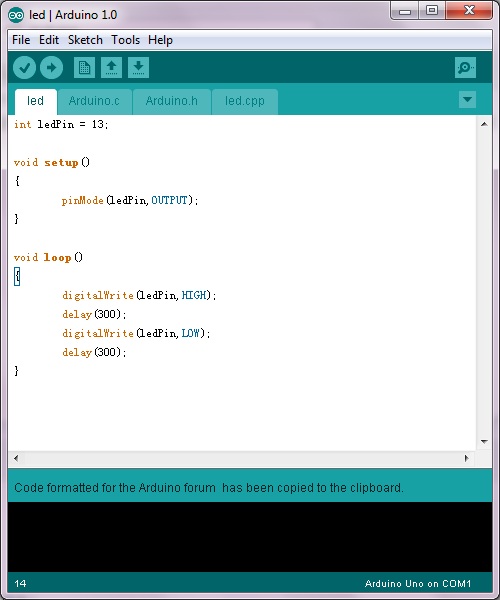 led | Arduino 1.0
File Edit Sketch Tools Help
led Arduino.c Arduino.h led.cpp
int ledPin = 13;
void setup()
{
pinMode(ledPin,OUTPUT);
}
void loop()
{
digitalWrite(ledPin,HIGH);
delay(300);
digitalWrite(ledPin,LOW);
delay(300);
}
Code formatted for the Arduino forum  has been copied to the clipboard.
14 Arduino Uno on COM1